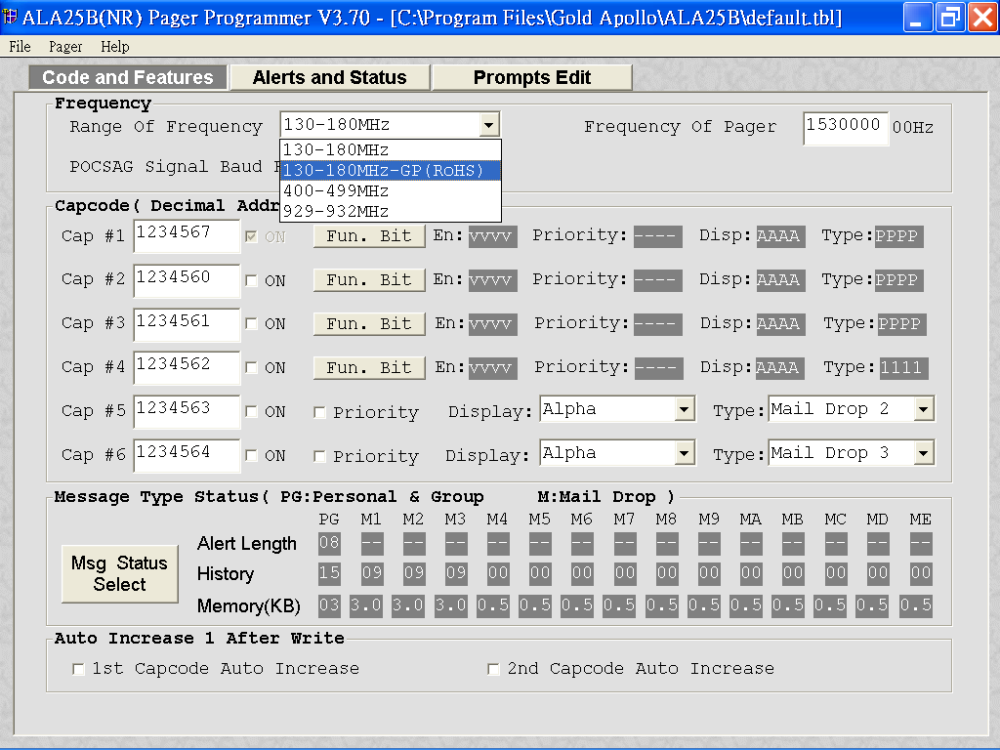 ALA25B(NR) Pager Programmer V3.70 - [C:\Program Files\Gold Apollo\ALA25B\default.tbl]
File Pager Help
Code and Features Alerts and Status Prompts Edit
Frequency
Range Of Frequency 130-180MHz Frequency Of Pager 1530000 00Hz
130-180MHz
POCSAG Signal Baud 130-180MHz-GP(RoHS)
400-499MHz
929-932MHz
Capcode( Decimal Addr
Cap #1 1234567 ON Fun. Bit En: vvvv Priority: ---- Disp: AAAA Type: PPPP
Cap #2 1234560 ON Fun. Bit En: vvvv Priority: ---- Disp: AAAA Type: PPPP
Cap #3 1234561 ON Fun. Bit En: vvvv Priority: ---- Disp: AAAA Type: PPPP
Cap #4 1234562 ON Fun. Bit En: vvvv Priority: ---- Disp: AAAA Type: 1111
Cap #5 1234563 ON Priority Display: Alpha Type: Mail Drop 2
Cap #6 1234564 ON Priority Display: Alpha Type: Mail Drop 3
Message Type Status( PG:Personal & Group M:Mail Drop )
PG M1 M2 M3 M4 M5 M6 M7 M8 M9 MA MB MC MD ME
Alert Length 08 -- -- -- -- -- -- -- -- -- -- -- -- -- --
Msg Status Select
History 15 09 09 09 00 00 00 00 00 00 00 00 00 00 00
Memory(KB) 03 3.0 3.0 3.0 0.5 0.5 0.5 0.5 0.5 0.5 0.5 0.5 0.5 0.5 0.5
Auto Increase 1 After Write
1st Capcode Auto Increase 2nd Capcode Auto Increase